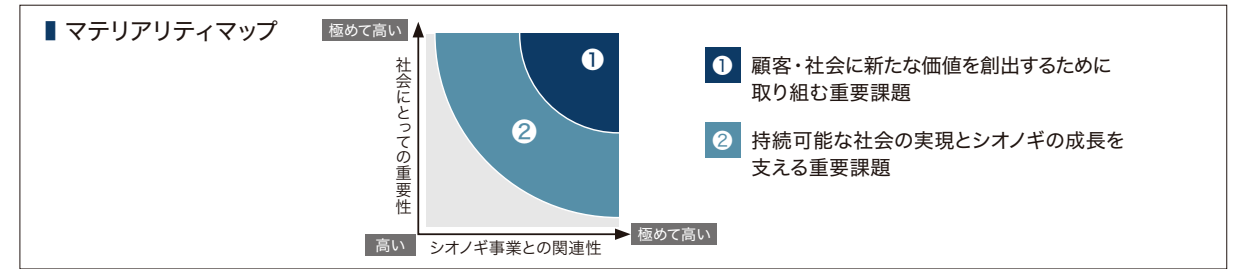 マテリアリティマップ
極めて高い
社会にとっての重要性
高い
シオノギ事業との関連性
極めて高い
❶
❷
❶ 顧客・社会に新たな価値を創出するために
取り組む重要課題
❷ 持続可能な社会の実現とシオノギの成長を
支える重要課題